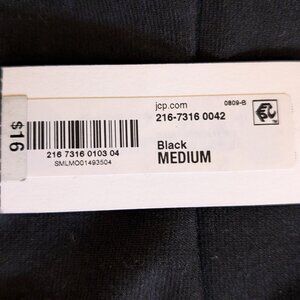 $16
216 7316 0103 04
SMLMO01493504
jcp.com
0809-B
216-7316 0042
Black
MEDIUM